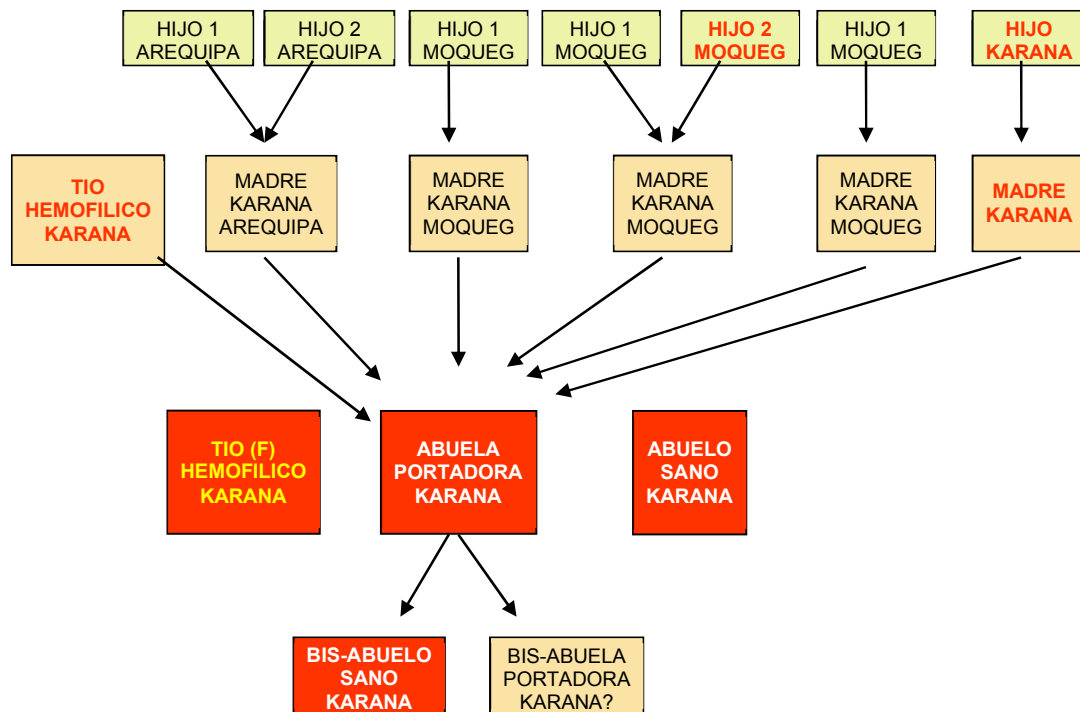 HIJO 1
AREQUIPA
HIJO 2
AREQUIPA
HIJO 1
MOQUEG
HIJO 1
MOQUEG
HIJO 2
MOQUEG
HIJO 1
MOQUEG
HIJO
KARANA
TIO
HEMOFILICO
KARANA
MADRE
KARANA
AREQUIPA
MADRE
KARANA
MOQUEG
MADRE
KARANA
MOQUEG
MADRE
KARANA
MOQUEG
MADRE
KARANA
TIO (F)
HEMOFILICO
KARANA
ABUELA
PORTADORA
KARANA
ABUELO
SANO
KARANA
BIS-ABUELO
SANO
KARANA
BIS-ABUELA
PORTADORA
KARANA?